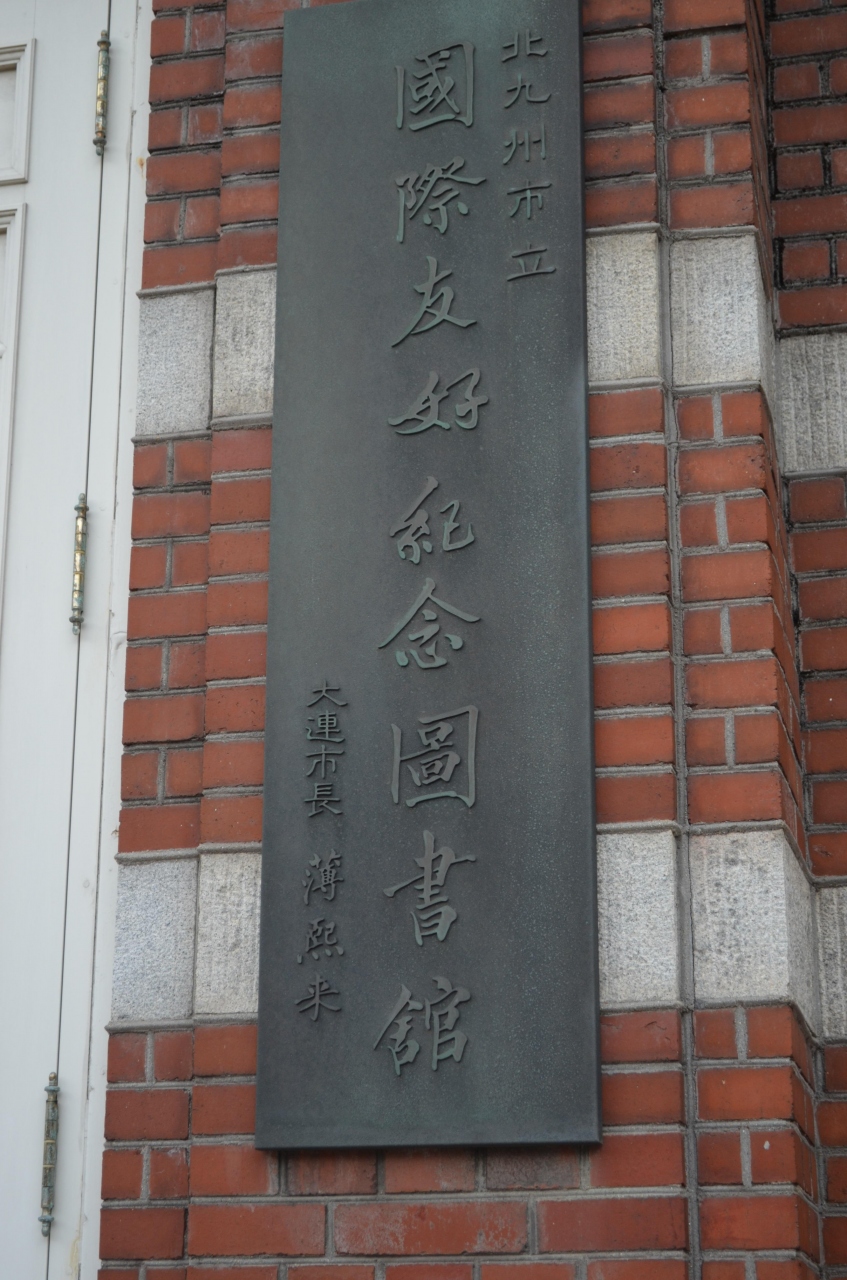 北九州市立
國際友好紀念圖書館
大連市長 薄熙来